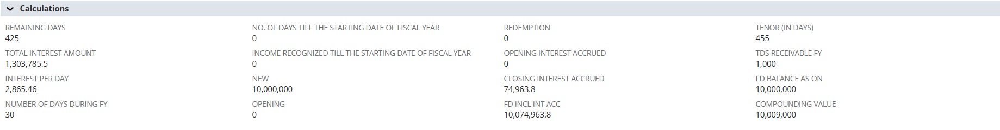 Calculations
REMAINING DAYS NO. OF DAYS TILL THE STARTING DATE OF FISCAL YEAR REDEMPTION TENOR (IN DAYS)
425 0 0 455
TOTAL INTEREST AMOUNT INCOME RECOGNIZED TILL THE STARTING DATE OF FISCAL YEAR OPENING INTEREST ACCRUED TDS RECEIVABLE FY
1,303,785.5 0 0 1,000
INTEREST PER DAY NEW CLOSING INTEREST ACCRUED FD BALANCE AS ON
2,865.46 10,000,000 74,963.8 10,000,000
NUMBER OF DAYS DURING FY OPENING FD INCL INT ACC COMPOUNDING VALUE
30 0 10,074,963.8 10,009,000